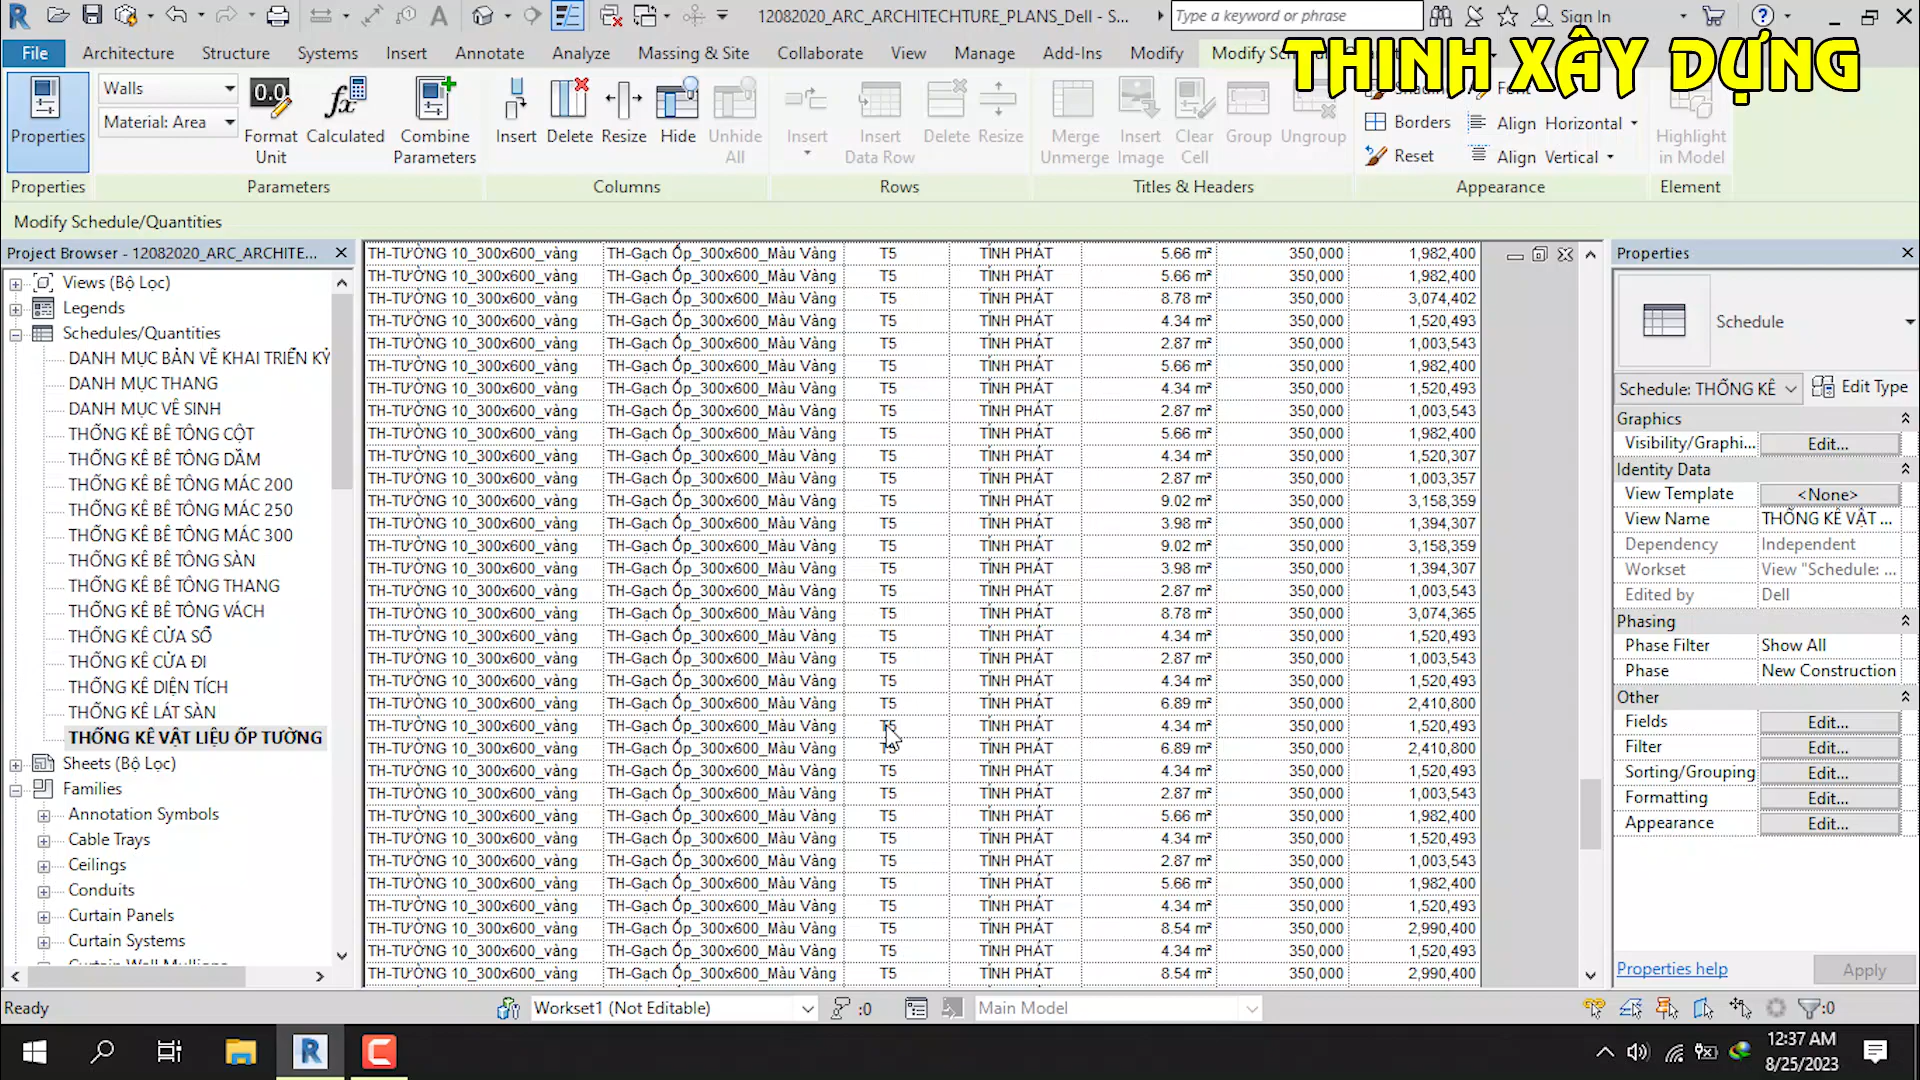 12082020_ARC_ARCHITECHTURE_PLANS_Dell - S...
Type a keyword or phrase
Sign In
THINH XÂY DỰNG
File Architecture Structure Systems Insert Annotate Analyze Massing & Site Collaborate View Manage Add-Ins Modify
Walls
Material: Area
Properties
Format Unit
Calculated
Combine Parameters
Insert Delete Resize Hide Unhide All
Insert
Insert Data Row
Delete Resize
Merge Unmerge
Insert Image
Clear Cell
Group Ungroup
Borders
Reset
Font
Align Horizontal
Align Vertical
Highlight in Model
Properties Parameters Columns Rows Titles & Headers Appearance Element
Modify Schedule/Quantities
Project Browser - 12082020_ARC_ARCHITE...
Views (Bộ Lọc)
Legends
Schedules/Quantities
DANH MỤC BẢN VẼ KHAI TRIỂN KỲ
DANH MỤC THANG
DANH MỤC VỆ SINH
THỐNG KÊ BÊ TÔNG CỘT
THỐNG KÊ BÊ TÔNG DẦM
THỐNG KÊ BÊ TÔNG MÁC 200
THỐNG KÊ BÊ TÔNG MÁC 250
THỐNG KÊ BÊ TÔNG MÁC 300
THỐNG KÊ BÊ TÔNG SÀN
THỐNG KÊ BÊ TÔNG THANG
THỐNG KÊ BÊ TÔNG VÁCH
THỐNG KÊ CỬA SỔ
THỐNG KÊ CỬA ĐI
THỐNG KÊ DIỆN TÍCH
THỐNG KÊ LÁT SÀN
THỐNG KÊ VẬT LIỆU ỐP TƯỜNG
Sheets (Bộ Lọc)
Families
Annotation Symbols
Cable Trays
Ceilings
Conduits
Curtain Panels
Curtain Systems
Curtain Wall Mullions
TH-TƯỜNG 10_300x600_vàng TH-Gạch Ốp_300x600_Màu Vàng T5 TÍNH PHÁT 5.66 m² 350,000 1,982,400
TH-TƯỜNG 10_300x600_vàng TH-Gạch Ốp_300x600_Màu Vàng T5 TÍNH PHÁT 5.66 m² 350,000 1,982,400
TH-TƯỜNG 10_300x600_vàng TH-Gạch Ốp_300x600_Màu Vàng T5 TÍNH PHÁT 8.78 m² 350,000 3,074,402
TH-TƯỜNG 10_300x600_vàng TH-Gạch Ốp_300x600_Màu Vàng T5 TÍNH PHÁT 4.34 m² 350,000 1,520,493
TH-TƯỜNG 10_300x600_vàng TH-Gạch Ốp_300x600_Màu Vàng T5 TÍNH PHÁT 2.87 m² 350,000 1,003,543
TH-TƯỜNG 10_300x600_vàng TH-Gạch Ốp_300x600_Màu Vàng T5 TÍNH PHÁT 5.66 m² 350,000 1,982,400
TH-TƯỜNG 10_300x600_vàng TH-Gạch Ốp_300x600_Màu Vàng T5 TÍNH PHÁT 4.34 m² 350,000 1,520,493
TH-TƯỜNG 10_300x600_vàng TH-Gạch Ốp_300x600_Màu Vàng T5 TÍNH PHÁT 2.87 m² 350,000 1,003,543
TH-TƯỜNG 10_300x600_vàng TH-Gạch Ốp_300x600_Màu Vàng T5 TÍNH PHÁT 5.66 m² 350,000 1,982,400
TH-TƯỜNG 10_300x600_vàng TH-Gạch Ốp_300x600_Màu Vàng T5 TÍNH PHÁT 4.34 m² 350,000 1,520,307
TH-TƯỜNG 10_300x600_vàng TH-Gạch Ốp_300x600_Màu Vàng T5 TÍNH PHÁT 2.87 m² 350,000 1,003,357
TH-TƯỜNG 10_300x600_vàng TH-Gạch Ốp_300x600_Màu Vàng T5 TÍNH PHÁT 9.02 m² 350,000 3,158,359
TH-TƯỜNG 10_300x600_vàng TH-Gạch Ốp_300x600_Màu Vàng T5 TÍNH PHÁT 3.98 m² 350,000 1,394,307
TH-TƯỜNG 10_300x600_vàng TH-Gạch Ốp_300x600_Màu Vàng T5 TÍNH PHÁT 9.02 m² 350,000 3,158,359
TH-TƯỜNG 10_300x600_vàng TH-Gạch Ốp_300x600_Màu Vàng T5 TÍNH PHÁT 3.98 m² 350,000 1,394,307
TH-TƯỜNG 10_300x600_vàng TH-Gạch Ốp_300x600_Màu Vàng T5 TÍNH PHÁT 2.87 m² 350,000 1,003,543
TH-TƯỜNG 10_300x600_vàng TH-Gạch Ốp_300x600_Màu Vàng T5 TÍNH PHÁT 8.78 m² 350,000 3,074,365
TH-TƯỜNG 10_300x600_vàng TH-Gạch Ốp_300x600_Màu Vàng T5 TÍNH PHÁT 4.34 m² 350,000 1,520,493
TH-TƯỜNG 10_300x600_vàng TH-Gạch Ốp_300x600_Màu Vàng T5 TÍNH PHÁT 2.87 m² 350,000 1,003,543
TH-TƯỜNG 10_300x600_vàng TH-Gạch Ốp_300x600_Màu Vàng T5 TÍNH PHÁT 4.34 m² 350,000 1,520,493
TH-TƯỜNG 10_300x600_vàng TH-Gạch Ốp_300x600_Màu Vàng T5 TÍNH PHÁT 6.89 m² 350,000 2,410,800
TH-TƯỜNG 10_300x600_vàng TH-Gạch Ốp_300x600_Màu Vàng T5 TÍNH PHÁT 4.34 m² 350,000 1,520,493
TH-TƯỜNG 10_300x600_vàng TH-Gạch Ốp_300x600_Màu Vàng T5 TÍNH PHÁT 6.89 m² 350,000 2,410,800
TH-TƯỜNG 10_300x600_vàng TH-Gạch Ốp_300x600_Màu Vàng T5 TÍNH PHÁT 4.34 m² 350,000 1,520,493
TH-TƯỜNG 10_300x600_vàng TH-Gạch Ốp_300x600_Màu Vàng T5 TÍNH PHÁT 2.87 m² 350,000 1,003,543
TH-TƯỜNG 10_300x600_vàng TH-Gạch Ốp_300x600_Màu Vàng T5 TÍNH PHÁT 5.66 m² 350,000 1,982,400
TH-TƯỜNG 10_300x600_vàng TH-Gạch Ốp_300x600_Màu Vàng T5 TÍNH PHÁT 4.34 m² 350,000 1,520,493
TH-TƯỜNG 10_300x600_vàng TH-Gạch Ốp_300x600_Màu Vàng T5 TÍNH PHÁT 2.87 m² 350,000 1,003,543
TH-TƯỜNG 10_300x600_vàng TH-Gạch Ốp_300x600_Màu Vàng T5 TÍNH PHÁT 5.66 m² 350,000 1,982,400
TH-TƯỜNG 10_300x600_vàng TH-Gạch Ốp_300x600_Màu Vàng T5 TÍNH PHÁT 4.34 m² 350,000 1,520,493
TH-TƯỜNG 10_300x600_vàng TH-Gạch Ốp_300x600_Màu Vàng T5 TÍNH PHÁT 8.54 m² 350,000 2,990,400
TH-TƯỜNG 10_300x600_vàng TH-Gạch Ốp_300x600_Màu Vàng T5 TÍNH PHÁT 4.34 m² 350,000 1,520,493
TH-TƯỜNG 10_300x600_vàng TH-Gạch Ốp_300x600_Màu Vàng T5 TÍNH PHÁT 8.54 m² 350,000 2,990,400
Properties
Schedule
Schedule: THỐNG KÊ Edit Type
Graphics
Visibility/Graphi... Edit...
Identity Data
View Template <None>
View Name THỐNG KÊ VẬT ...
Dependency Independent
Workset View "Schedule: ...
Edited by Dell
Phasing
Phase Filter Show All
Phase New Construction
Other
Fields Edit...
Filter Edit...
Sorting/Grouping Edit...
Formatting Edit...
Appearance Edit...
Properties help Apply
Ready
Workset1 (Not Editable)
:0
Main Model
:0
12:37 AM
8/25/2023